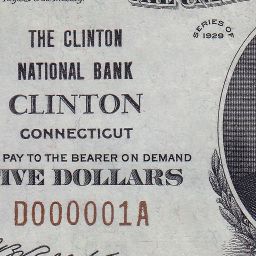 THE CLINTON
NATIONAL BANK
CLINTON
CONNECTICUT
SERIES OF
1929
PAY TO THE BEARER ON DEMAND
FIVE DOLLARS
D000001A